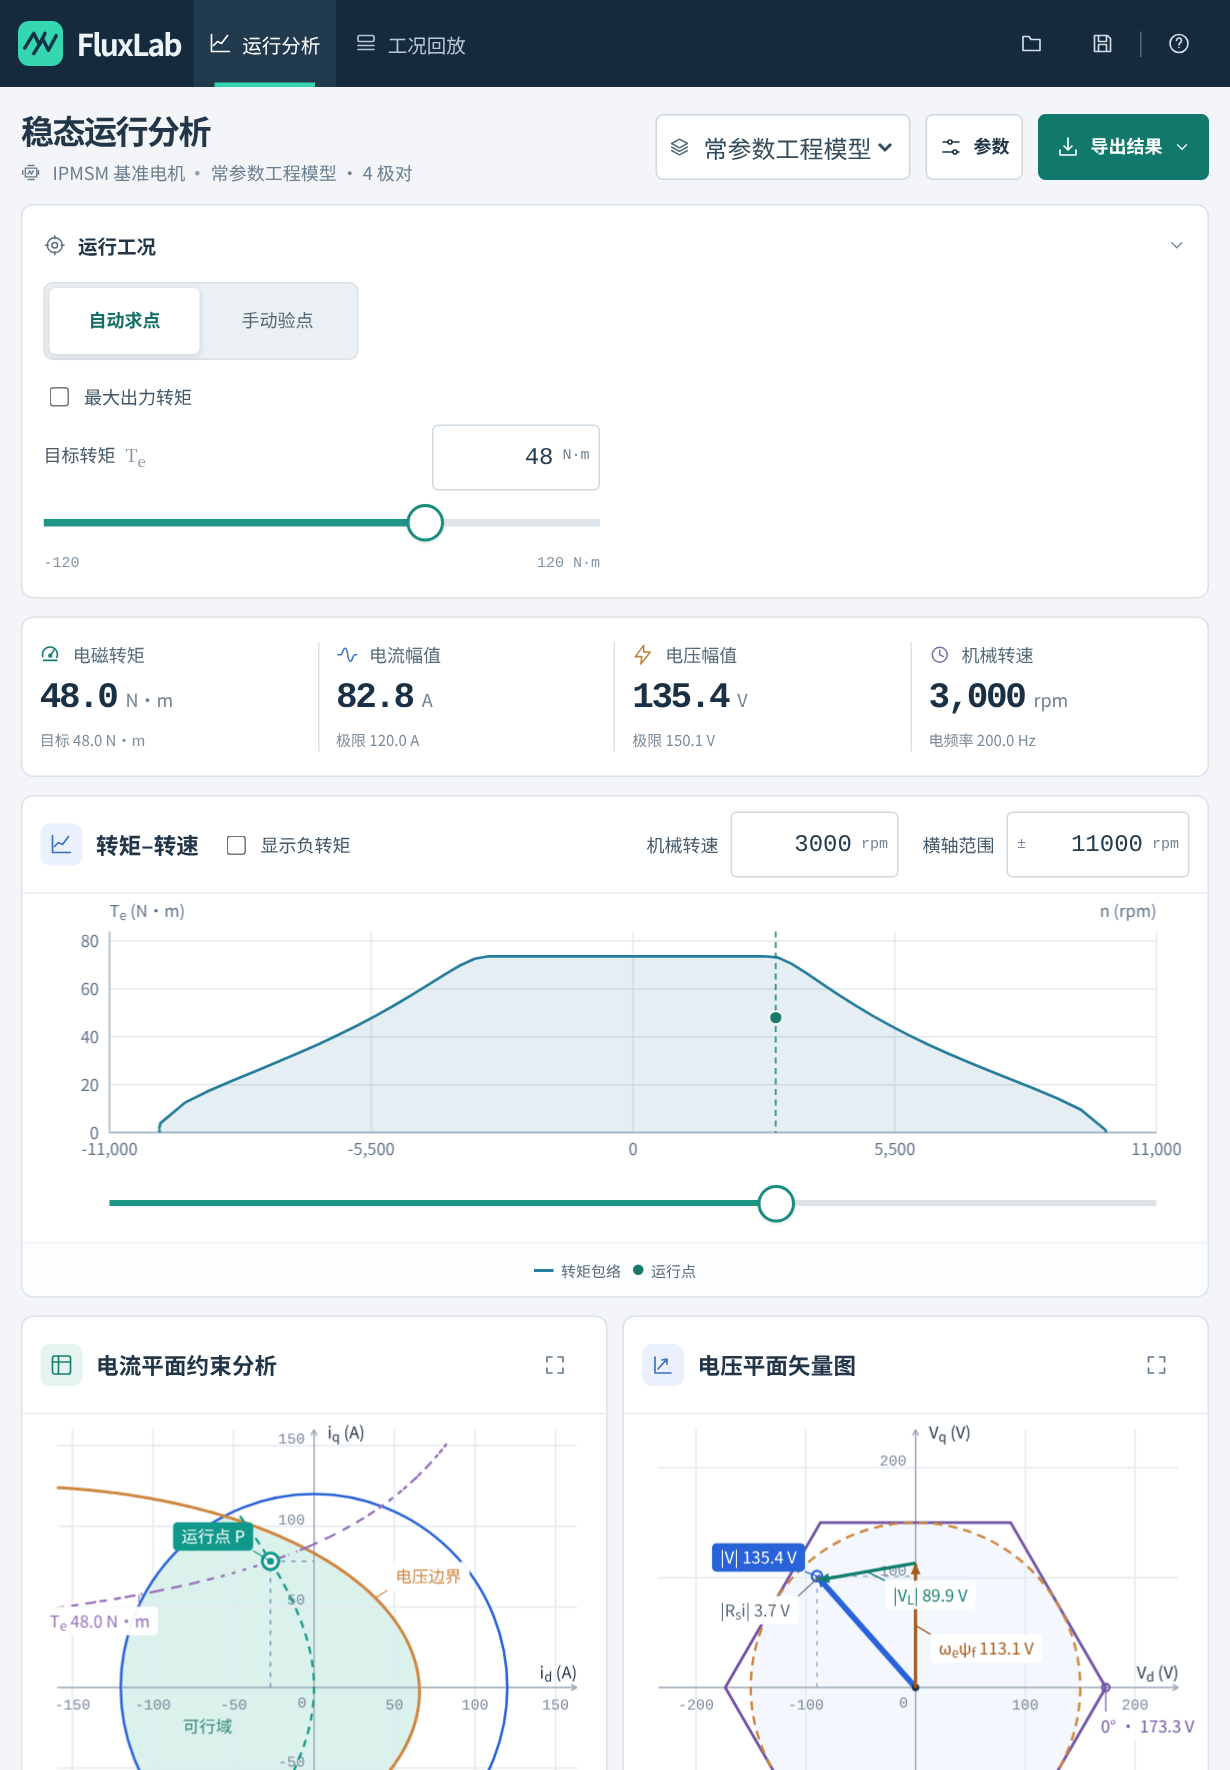 FluxLab
运行分析
工况回放
稳态运行分析
IPMSM 基准电机 • 常参数工程模型 • 4 极对
常参数工程模型
参数
导出结果
运行工况
自动求点
手动验点
最大出力转矩
目标转矩 Te
48 N·m
-120
120 N·m
电磁转矩
48.0 N・m
目标 48.0 N・m
电流幅值
82.8 A
极限 120.0 A
电压幅值
135.4 V
极限 150.1 V
机械转速
3,000 rpm
电频率 200.0 Hz
转矩–转速
显示负转矩
机械转速
3000 rpm
横轴范围
± 11000 rpm
Te (N・m)
n (rpm)
80
60
40
20
0
-11,000
-5,500
0
5,500
11,000
转矩包络
运行点
电流平面约束分析
iq (A)
150
100
运行点 P
电压边界
50
Te 48.0 N・m
id (A)
-150
-100
-50
0
50
100
150
可行域
-50
电压平面矢量图
Vq (V)
200
|V| 135.4 V
100
|VL| 89.9 V
|Rsi| 3.7 V
ωeψf 113.1 V
Vd (V)
-200
-100
0
100
200
0° • 173.3 V